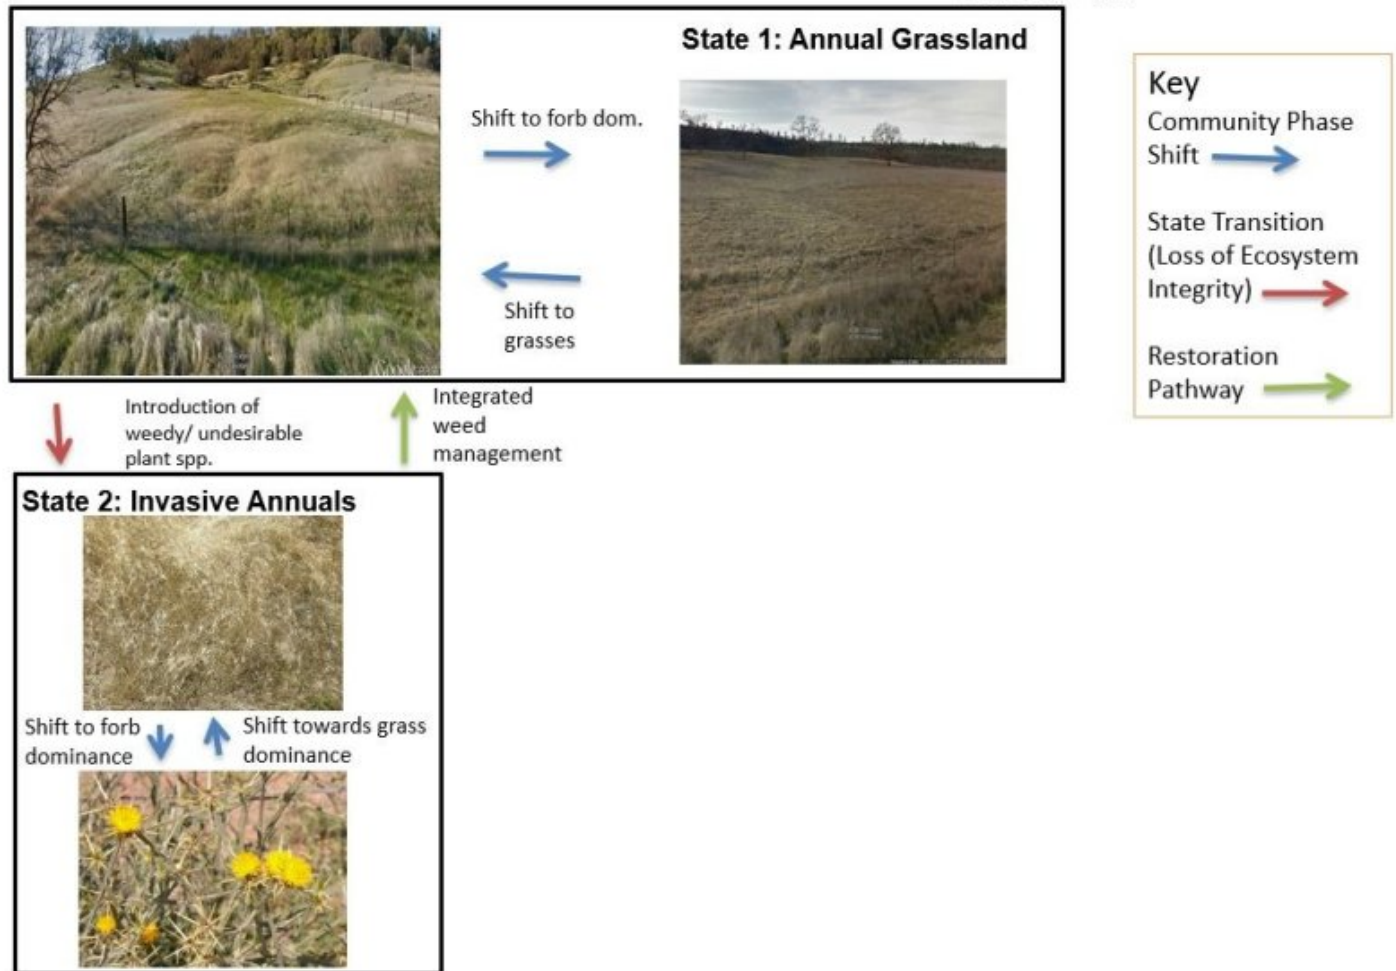 State 1: Annual Grassland
Shift to forb dom.
Shift to
grasses
Key
Community Phase
Shift
State Transition
(Loss of Ecosystem
Integrity)
Restoration
Pathway
Introduction of
weedy/ undesirable
plant spp.
Integrated
weed
management
State 2: Invasive Annuals
Shift to forb
dominance
Shift towards grass
dominance